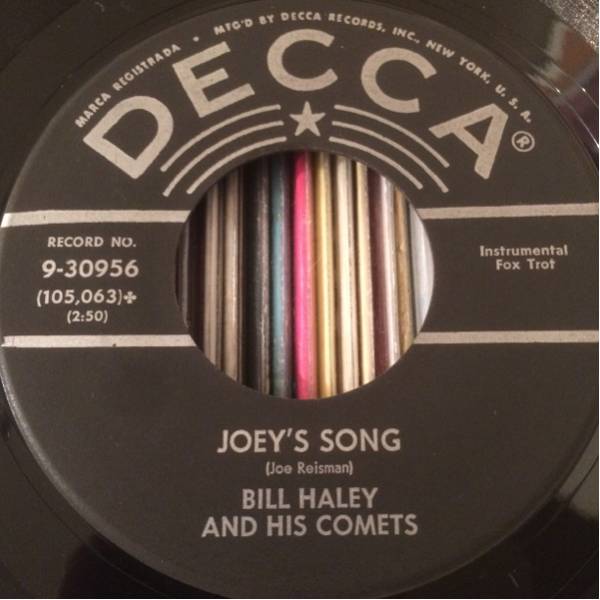 MARCA REGISTRADA • MFG'D BY DECCA RECORDS, INC., NEW YORK, U.S.A.
DECCA®
RECORD NO.
9-30956
(105,063)✤
(2:50)
Instrumental
Fox Trot
JOEY'S SONG
(Joe Reisman)
BILL HALEY
AND HIS COMETS